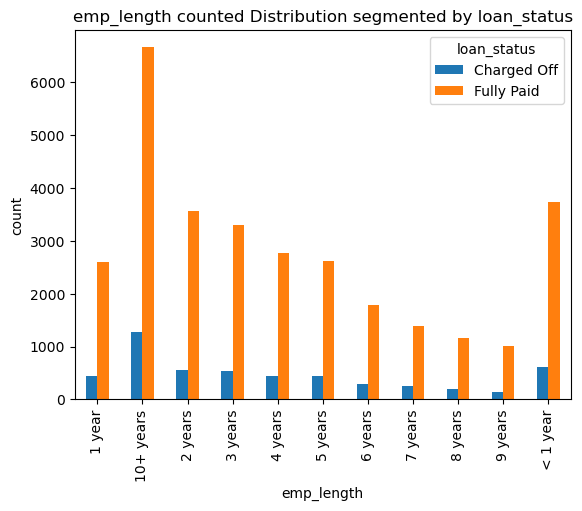 emp_length counted Distribution segmented by loan_status
loan_status
Charged Off
Fully Paid
count
6000
5000
4000
3000
2000
1000
0
1 year
10+ years
2 years
3 years
4 years
5 years
6 years
7 years
8 years
9 years
< 1 year
emp_length